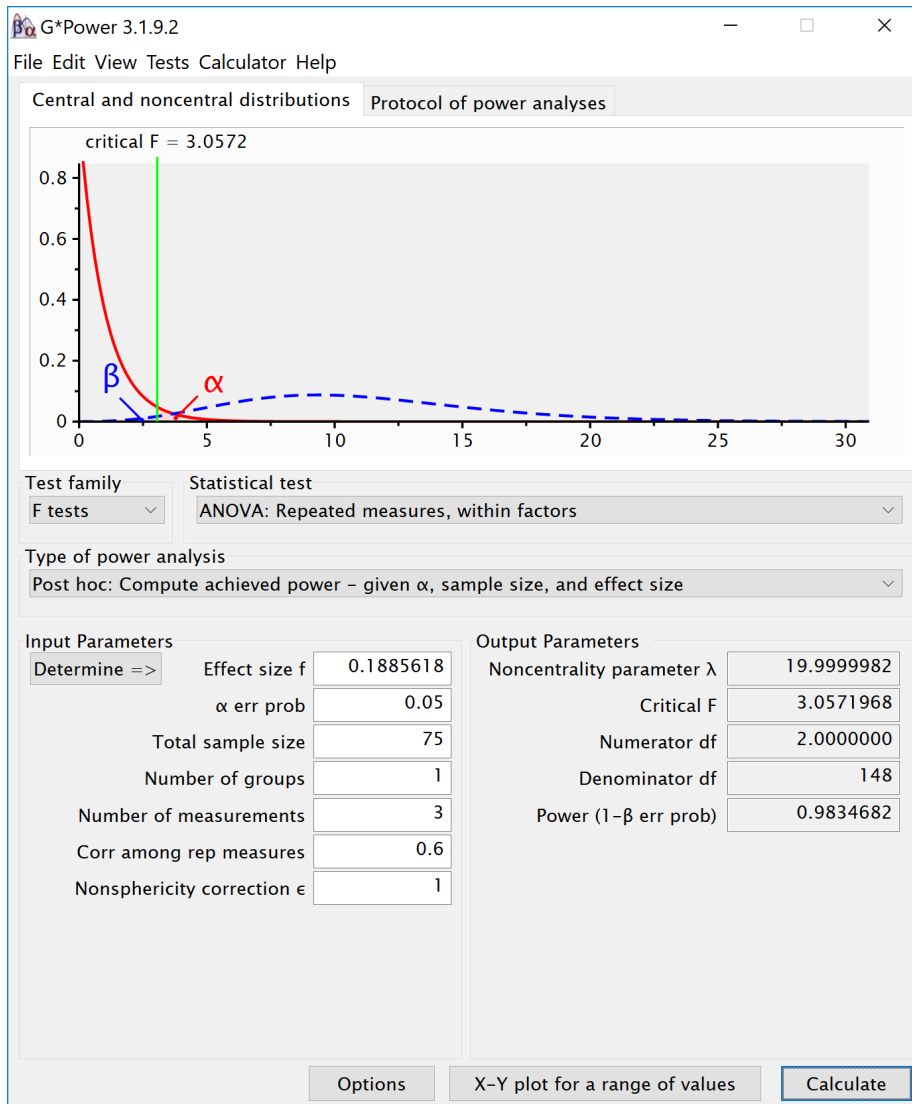 βα G*Power 3.1.9.2
File Edit View Tests Calculator Help
Central and noncentral distributions Protocol of power analyses
critical F = 3.0572
0.8
0.6
0.4
0.2
0
β α
0 5 10 15 20 25 30
Test family Statistical test
F tests ANOVA: Repeated measures, within factors
Type of power analysis
Post hoc: Compute achieved power – given α, sample size, and effect size
Input Parameters Output Parameters
Determine => Effect size f 0.1885618 Noncentrality parameter λ 19.9999982
α err prob 0.05 Critical F 3.0571968
Total sample size 75 Numerator df 2.0000000
Number of groups 1 Denominator df 148
Number of measurements 3 Power (1–β err prob) 0.9834682
Corr among rep measures 0.6
Nonsphericity correction ϵ 1
Options X–Y plot for a range of values Calculate